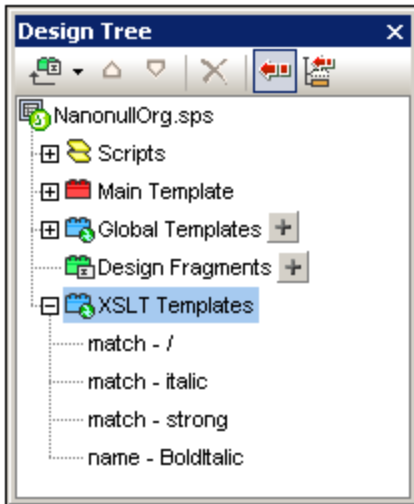 Design Tree
NanonullOrg.sps
Scripts
Main Template
Global Templates
Design Fragments
XSLT Templates
match - /
match - italic
match - strong
name - BoldItalic